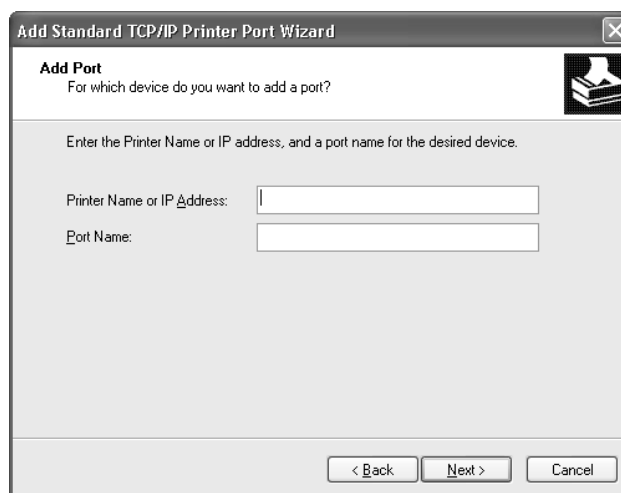 Add Standard TCP/IP Printer Port Wizard
Add Port
For which device do you want to add a port?
Enter the Printer Name or IP address, and a port name for the desired device.
Printer Name or IP Address:
Port Name:
< Back Next > Cancel